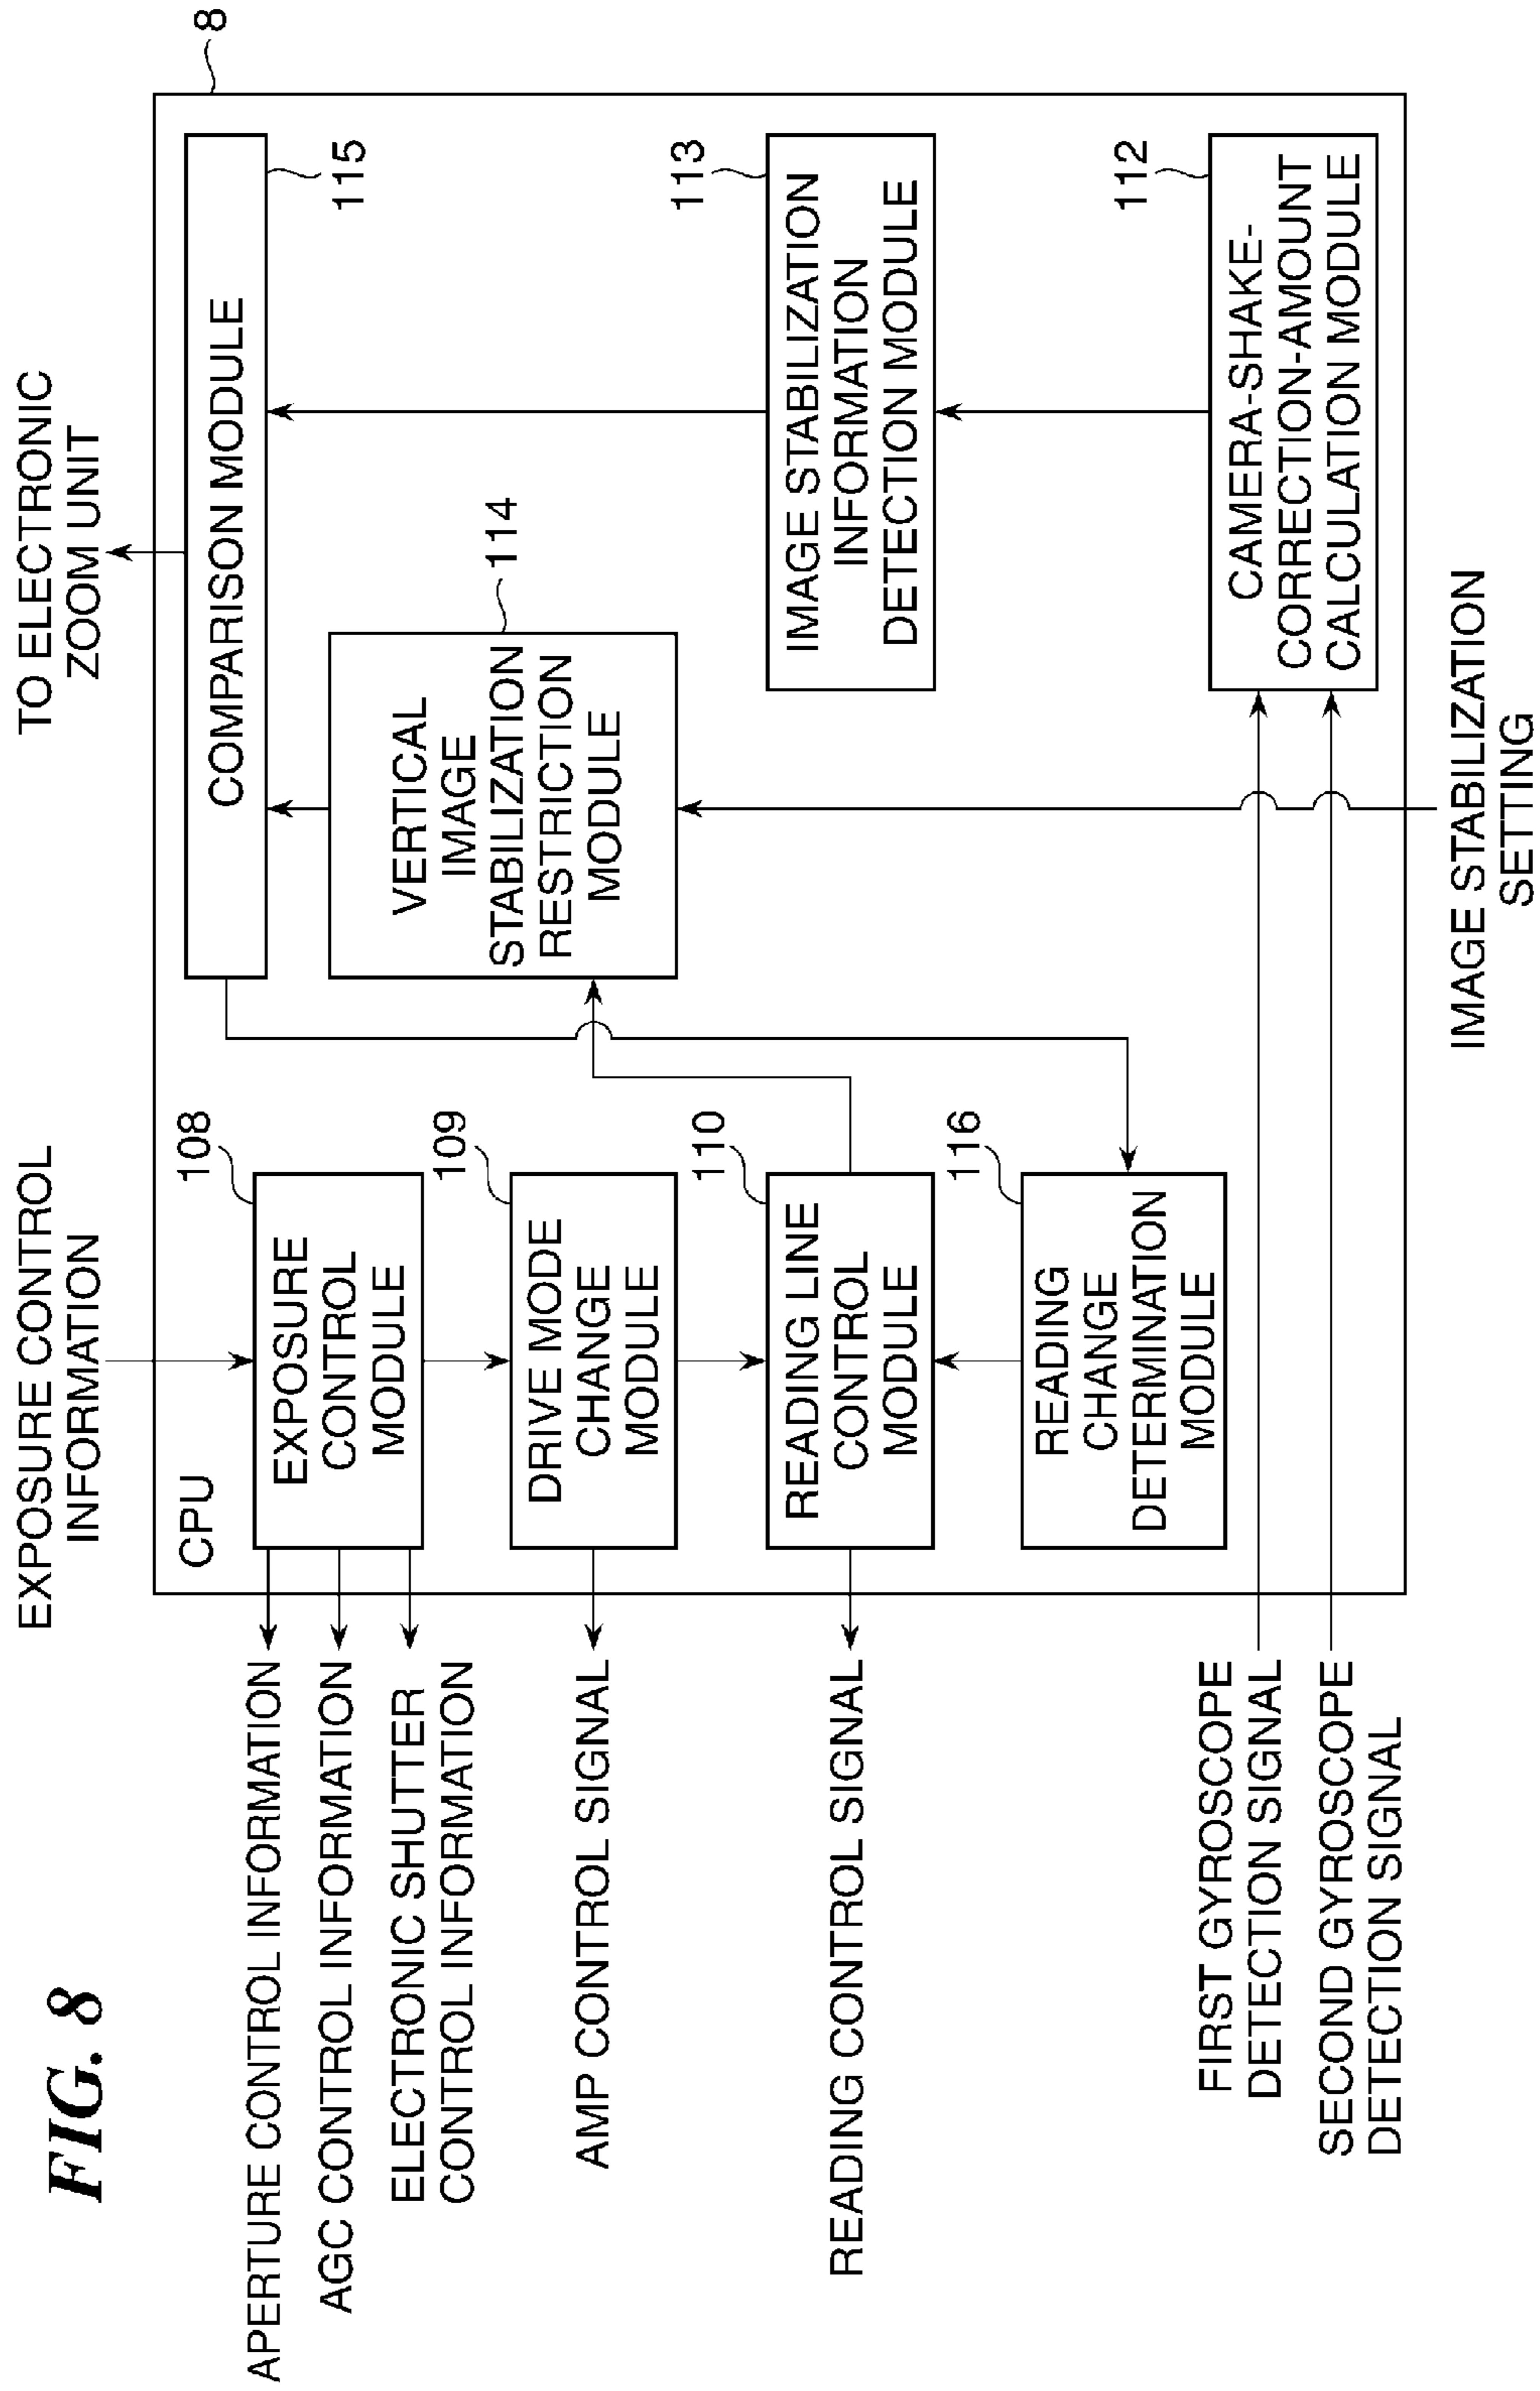 FIG. 8
EXPOSURE CONTROL
INFORMATION
TO ELECTRONIC
ZOOM UNIT
8
CPU
108
EXPOSURE
CONTROL
MODULE
APERTURE CONTROL INFORMATION
AGC CONTROL INFORMATION
ELECTRONIC SHUTTER
CONTROL INFORMATION
109
DRIVE MODE
CHANGE
MODULE
AMP CONTROL SIGNAL
110
READING LINE
CONTROL
MODULE
READING CONTROL SIGNAL
116
READING
CHANGE
DETERMINATION
MODULE
COMPARISON MODULE
115
114
VERTICAL
IMAGE
STABILIZATION
RESTRICTION
MODULE
113
IMAGE STABILIZATION
INFORMATION
DETECTION MODULE
112
CAMERA-SHAKE-
CORRECTION-AMOUNT
CALCULATION MODULE
FIRST GYROSCOPE
DETECTION SIGNAL
SECOND GYROSCOPE
DETECTION SIGNAL
IMAGE STABILIZATION
SETTING